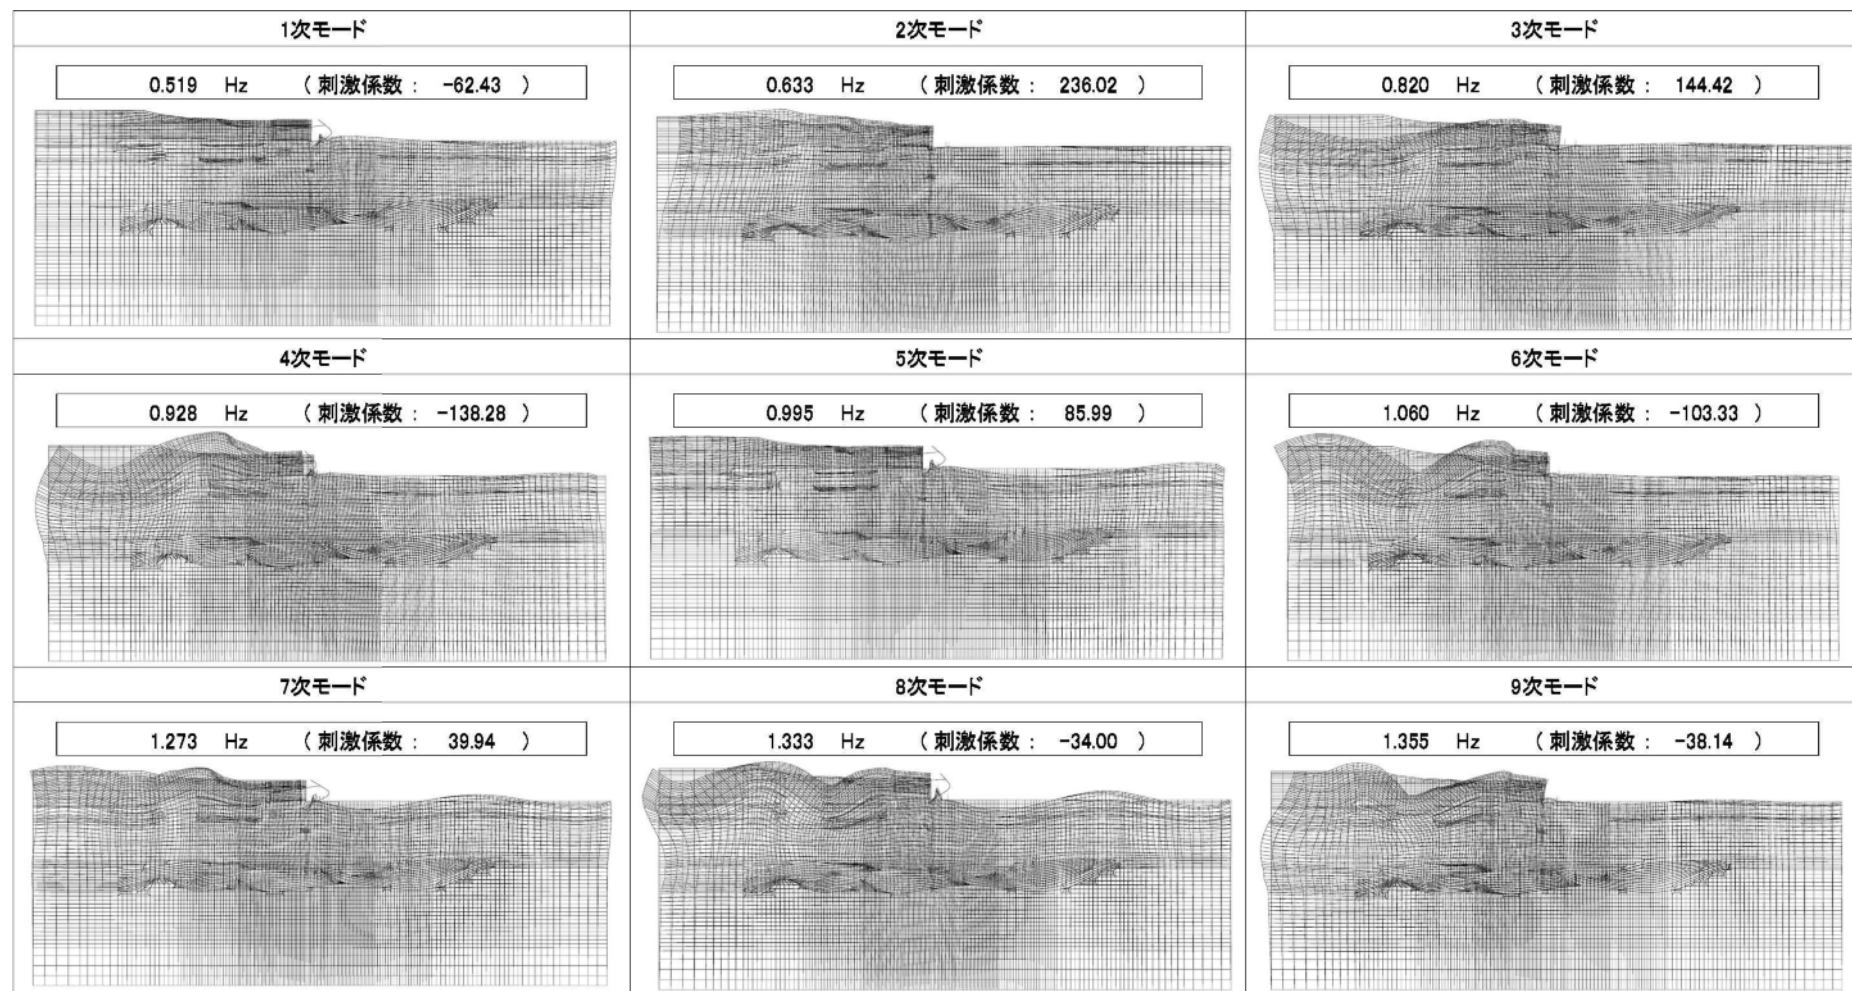 1次モード
2次モード
3次モード
0.519 Hz （ 刺激係数 ： -62.43 ）
0.633 Hz （ 刺激係数 ： 236.02 ）
0.820 Hz （ 刺激係数 ： 144.42 ）
4次モード
5次モード
6次モード
0.928 Hz （ 刺激係数 ： -138.28 ）
0.995 Hz （ 刺激係数 ： 85.99 ）
1.060 Hz （ 刺激係数 ： -103.33 ）
7次モード
8次モード
9次モード
1.273 Hz （ 刺激係数 ： 39.94 ）
1.333 Hz （ 刺激係数 ： -34.00 ）
1.355 Hz （ 刺激係数 ： -38.14 ）